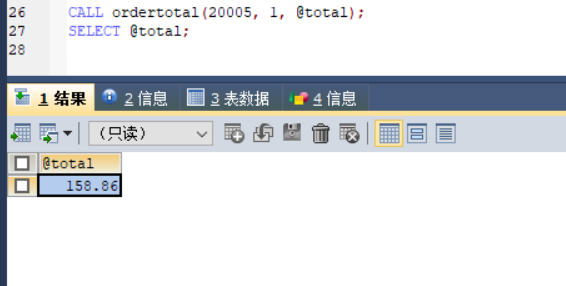 26 CALL ordertotal(20005, 1, @total);
27 SELECT @total;
28
1 结果 2 信息 3 表数据 4 信息
（只读）
@total
158.86